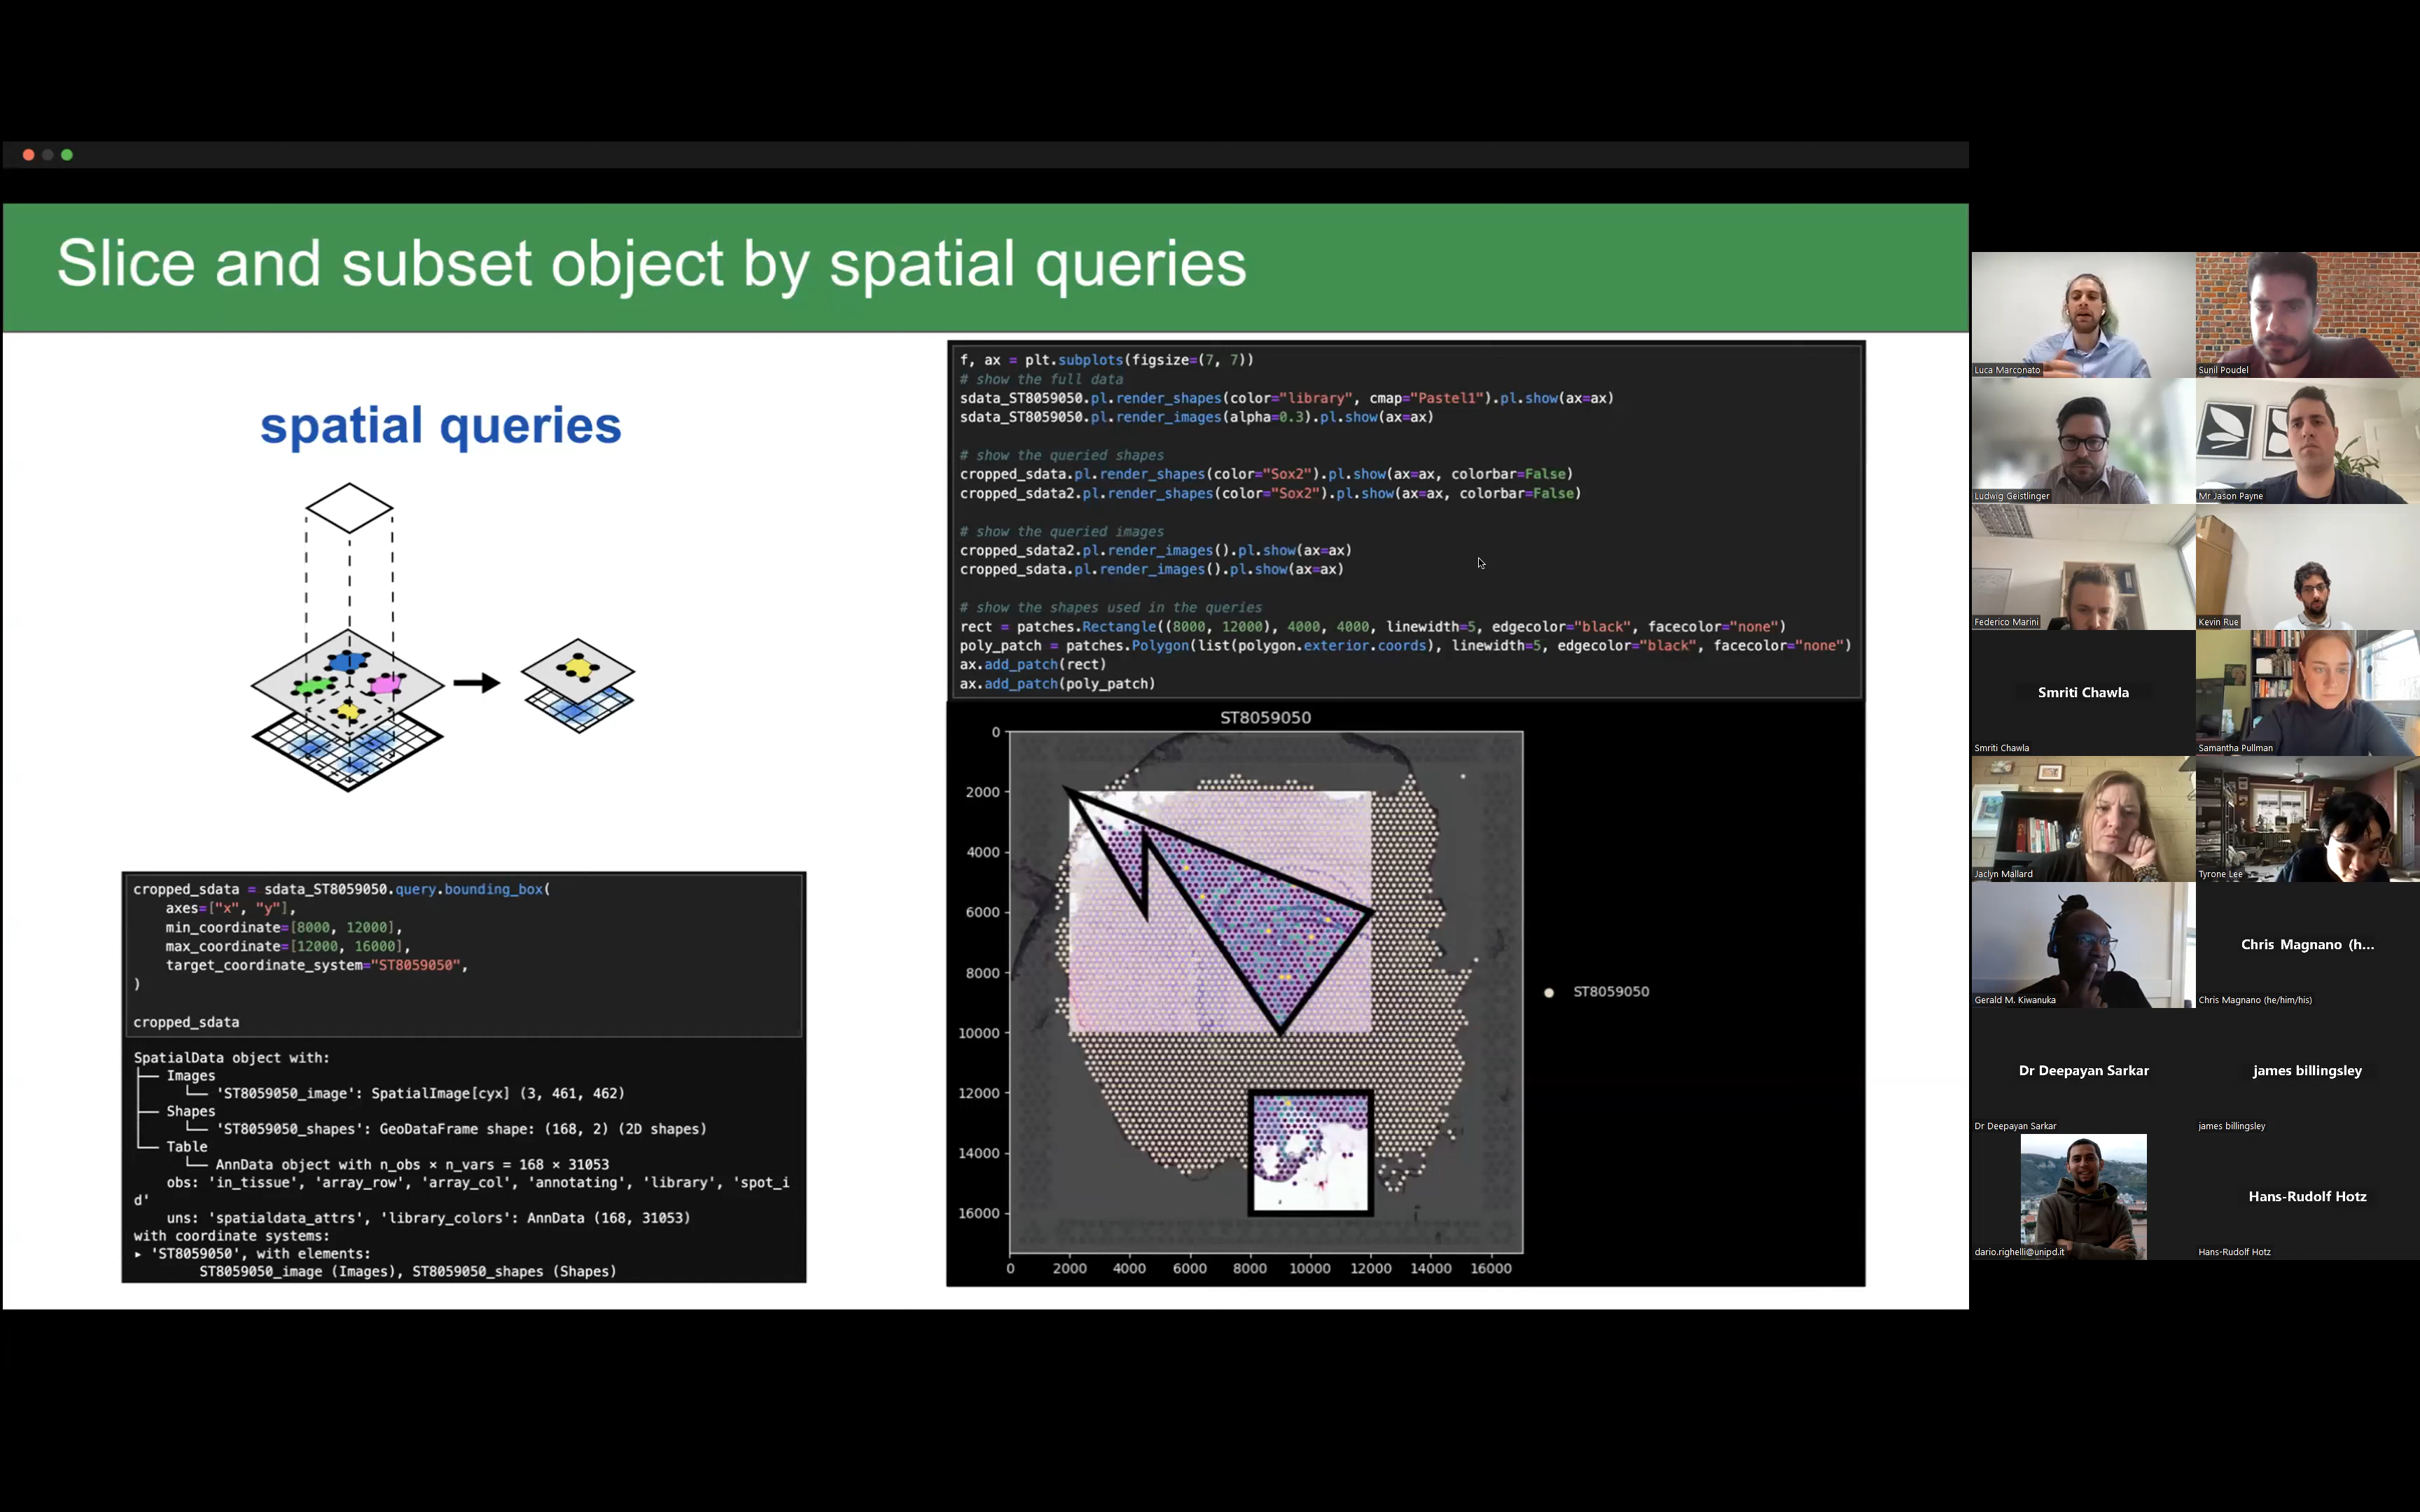 Slice and subset object by spatial queries
spatial queries
cropped_sdata = sdata_ST8059050.query.bounding_box(
    axes=["x", "y"],
    min_coordinate=[8000, 12000],
    max_coordinate=[12000, 16000],
    target_coordinate_system="ST8059050",
)
cropped_sdata
SpatialData object with:
├── Images
│     └── 'ST8059050_image': SpatialImage[cyx] (3, 461, 462)
├── Shapes
│     └── 'ST8059050_shapes': GeoDataFrame shape: (168, 2) (2D shapes)
└── Table
      └── AnnData object with n_obs × n_vars = 168 × 31053
    obs: 'in_tissue', 'array_row', 'array_col', 'annotating', 'library', 'spot_i
d'
    uns: 'spatialdata_attrs', 'library_colors': AnnData (168, 31053)
with coordinate systems:
▸ 'ST8059050', with elements:
        ST8059050_image (Images), ST8059050_shapes (Shapes)
f, ax = plt.subplots(figsize=(7, 7))
# show the full data
sdata_ST8059050.pl.render_shapes(color="library", cmap="Pastel1").pl.show(ax=ax)
sdata_ST8059050.pl.render_images(alpha=0.3).pl.show(ax=ax)
# show the queried shapes
cropped_sdata.pl.render_shapes(color="Sox2").pl.show(ax=ax, colorbar=False)
cropped_sdata2.pl.render_shapes(color="Sox2").pl.show(ax=ax, colorbar=False)
# show the queried images
cropped_sdata2.pl.render_images().pl.show(ax=ax)
cropped_sdata.pl.render_images().pl.show(ax=ax)
# show the shapes used in the queries
rect = patches.Rectangle((8000, 12000), 4000, 4000, linewidth=5, edgecolor="black", facecolor="none")
poly_patch = patches.Polygon(list(polygon.exterior.coords), linewidth=5, edgecolor="black", facecolor="none")
ax.add_patch(rect)
ax.add_patch(poly_patch)
ST8059050
0
2000
4000
6000
8000
10000
12000
14000
16000
0 2000 4000 6000 8000 10000 12000 14000 16000
ST8059050
Luca Marconato
Sunil Poudel
Ludwig Geistlinger
Mr Jason Payne
Federico Marini
Kevin Rue
Smriti Chawla
Smriti Chawla
Samantha Pullman
Jaclyn Mallard
Tyrone Lee
Gerald M. Kiwanuka
Chris Magnano (h...
Chris Magnano (he/him/his)
Dr Deepayan Sarkar
Dr Deepayan Sarkar
james billingsley
james billingsley
dario.righelli@unipd.it
Hans-Rudolf Hotz
Hans-Rudolf Hotz